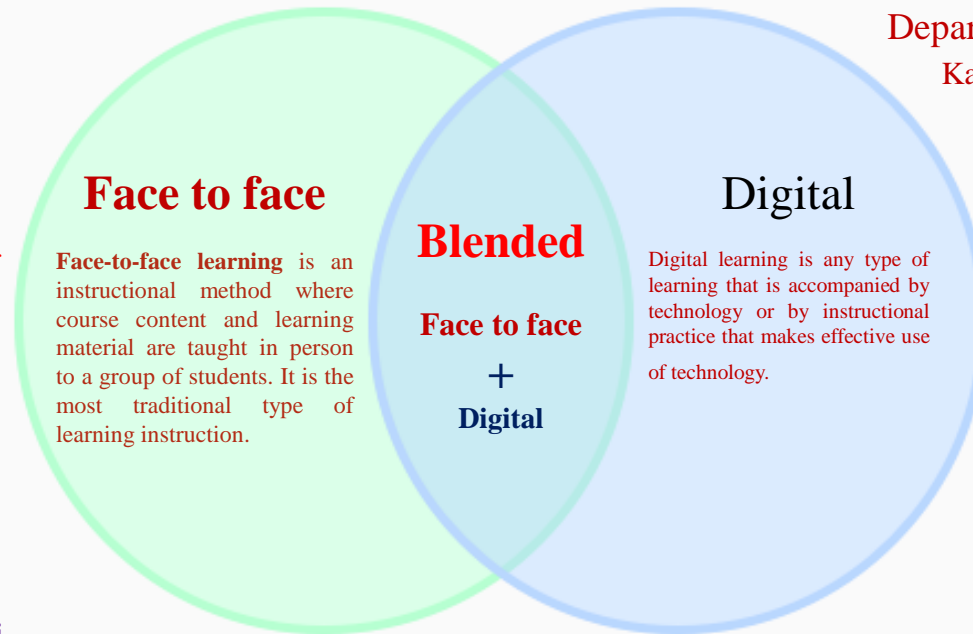 Depar
Ka
Face to face
Face-to-face learning is an
instructional method where
course content and learning
material are taught in person
to a group of students. It is the
most traditional type of
learning instruction.
Blended
Face to face
+
Digital
Digital
Digital learning is any type of
learning that is accompanied by
technology or by instructional
practice that makes effective use
of technology.